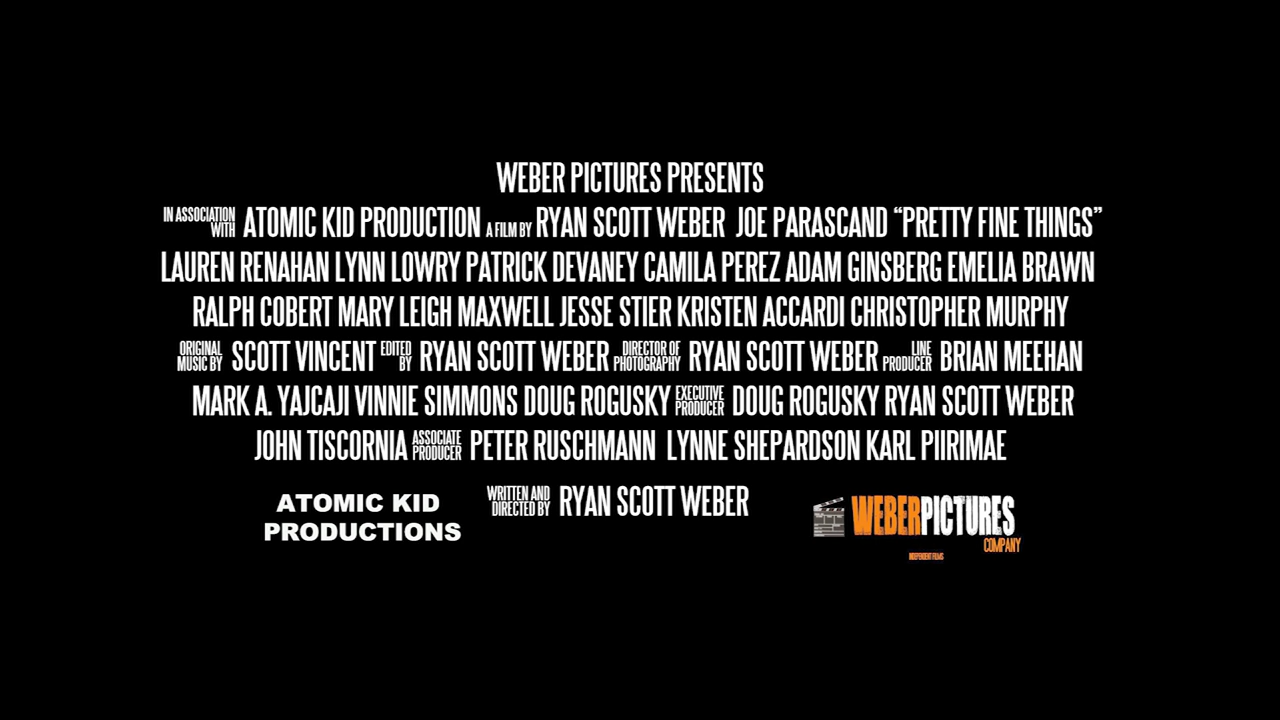 WEBER PICTURES PRESENTS
IN ASSOCIATION WITH ATOMIC KID PRODUCTION A FILM BY RYAN SCOTT WEBER JOE PARASCAND “PRETTY FINE THINGS”
LAUREN RENAHAN LYNN LOWRY PATRICK DEVANEY CAMILA PEREZ ADAM GINSBERG EMELIA BRAWN
RALPH COBERT MARY LEIGH MAXWELL JESSE STIER KRISTEN ACCARDI CHRISTOPHER MURPHY
ORIGINAL MUSIC BY SCOTT VINCENT EDITED BY RYAN SCOTT WEBER DIRECTOR OF PHOTOGRAPHY RYAN SCOTT WEBER LINE PRODUCER BRIAN MEEHAN
MARK A. YAJCAJI VINNIE SIMMONS DOUG ROGUSKY EXECUTIVE PRODUCER DOUG ROGUSKY RYAN SCOTT WEBER
JOHN TISCORNIA ASSOCIATE PRODUCER PETER RUSCHMANN LYNNE SHEPARDSON KARL PIIRIMAE
WRITTEN AND DIRECTED BY RYAN SCOTT WEBER
ATOMIC KID
PRODUCTIONS
WEBERPICTURES
COMPANY
INDEPENDENT FILMS